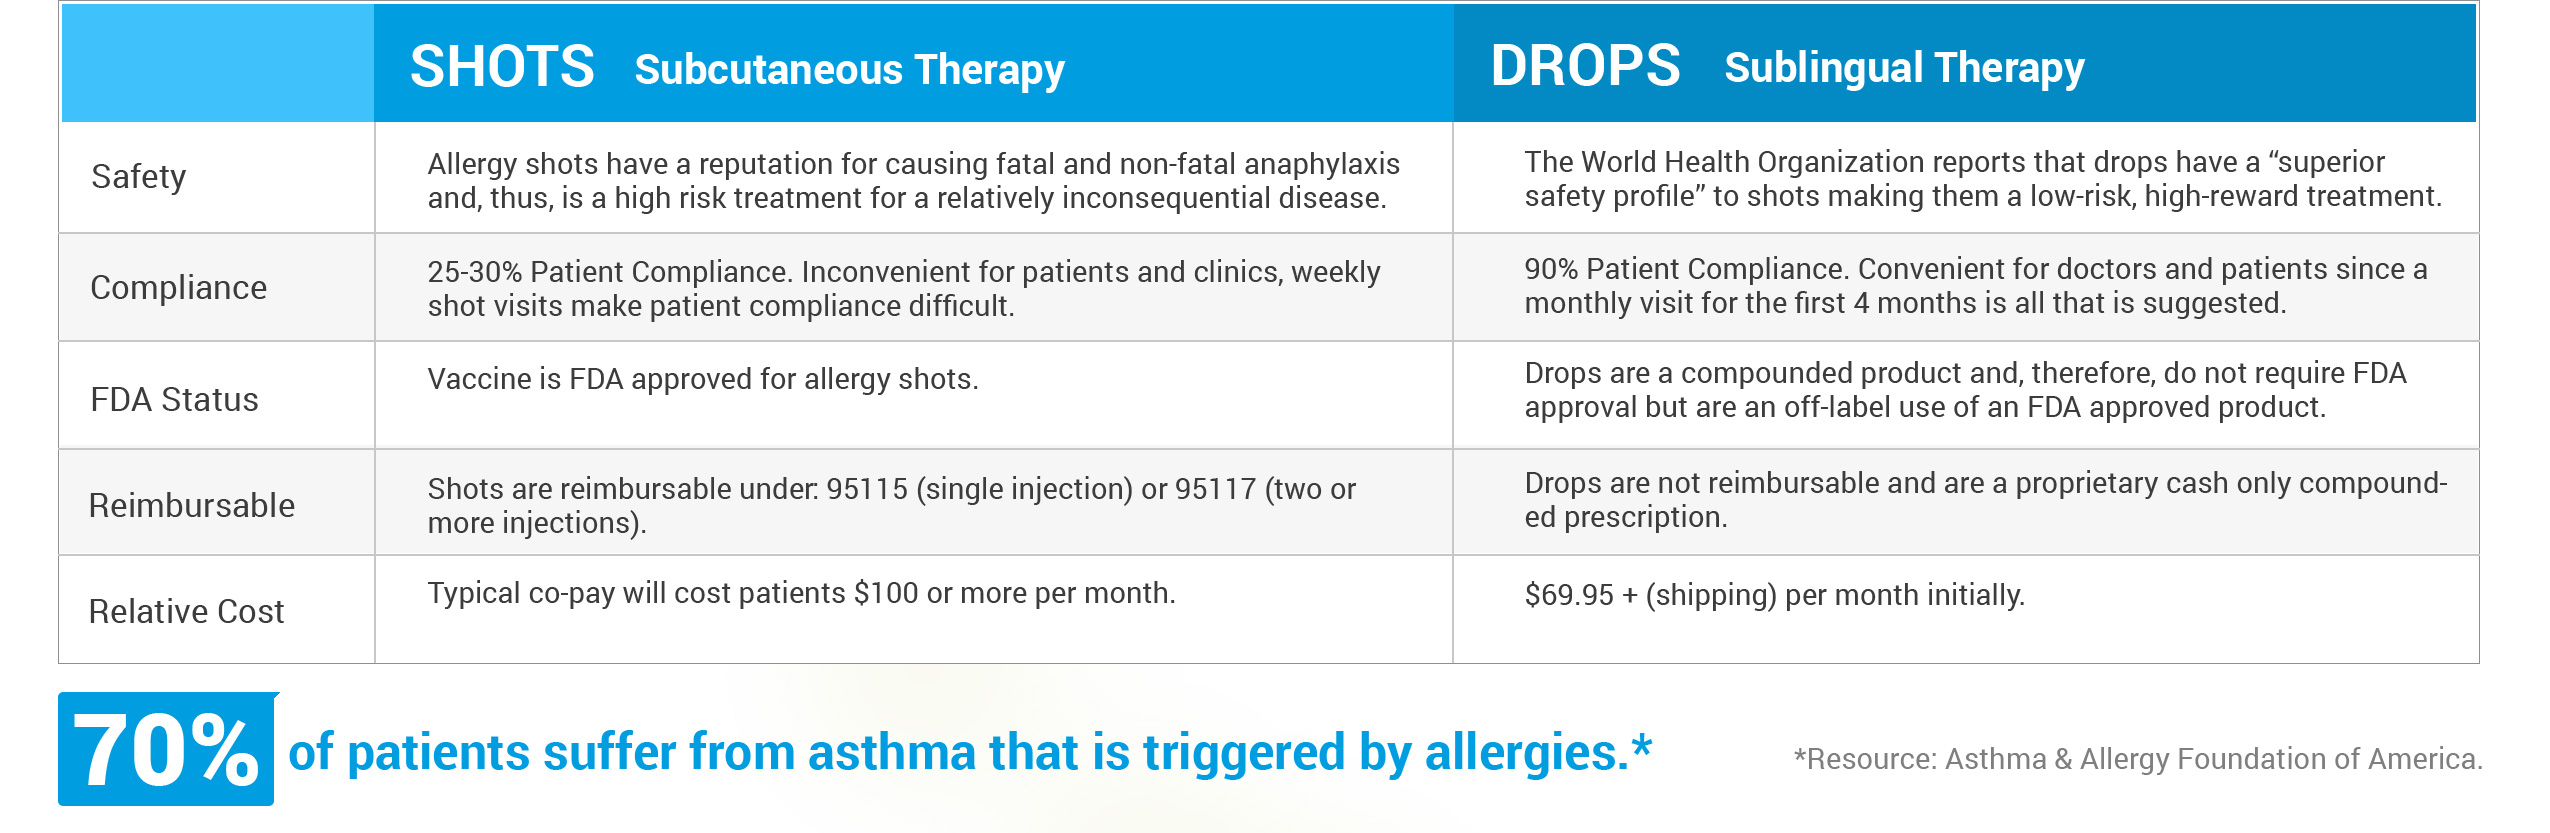 SHOTS Subcutaneous Therapy
DROPS Sublingual Therapy
Safety
Allergy shots have a reputation for causing fatal and non-fatal anaphylaxis
and, thus, is a high risk treatment for a relatively inconsequential disease.
The World Health Organization reports that drops have a “superior
safety profile” to shots making them a low-risk, high-reward treatment.
Compliance
25-30% Patient Compliance. Inconvenient for patients and clinics, weekly
shot visits make patient compliance difficult.
90% Patient Compliance. Convenient for doctors and patients since a
monthly visit for the first 4 months is all that is suggested.
FDA Status
Vaccine is FDA approved for allergy shots.
Drops are a compounded product and, therefore, do not require FDA
approval but are an off-label use of an FDA approved product.
Reimbursable
Shots are reimbursable under: 95115 (single injection) or 95117 (two or
more injections).
Drops are not reimbursable and are a proprietary cash only compound-
ed prescription.
Relative Cost
Typical co-pay will cost patients $100 or more per month.
$69.95 + (shipping) per month initially.
70% of patients suffer from asthma that is triggered by allergies.*
*Resource: Asthma & Allergy Foundation of America.